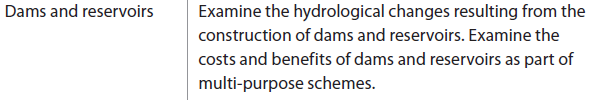 Dams and reservoirs
Examine the hydrological changes resulting from the
construction of dams and reservoirs. Examine the
costs and benefits of dams and reservoirs as part of
multi-purpose schemes.